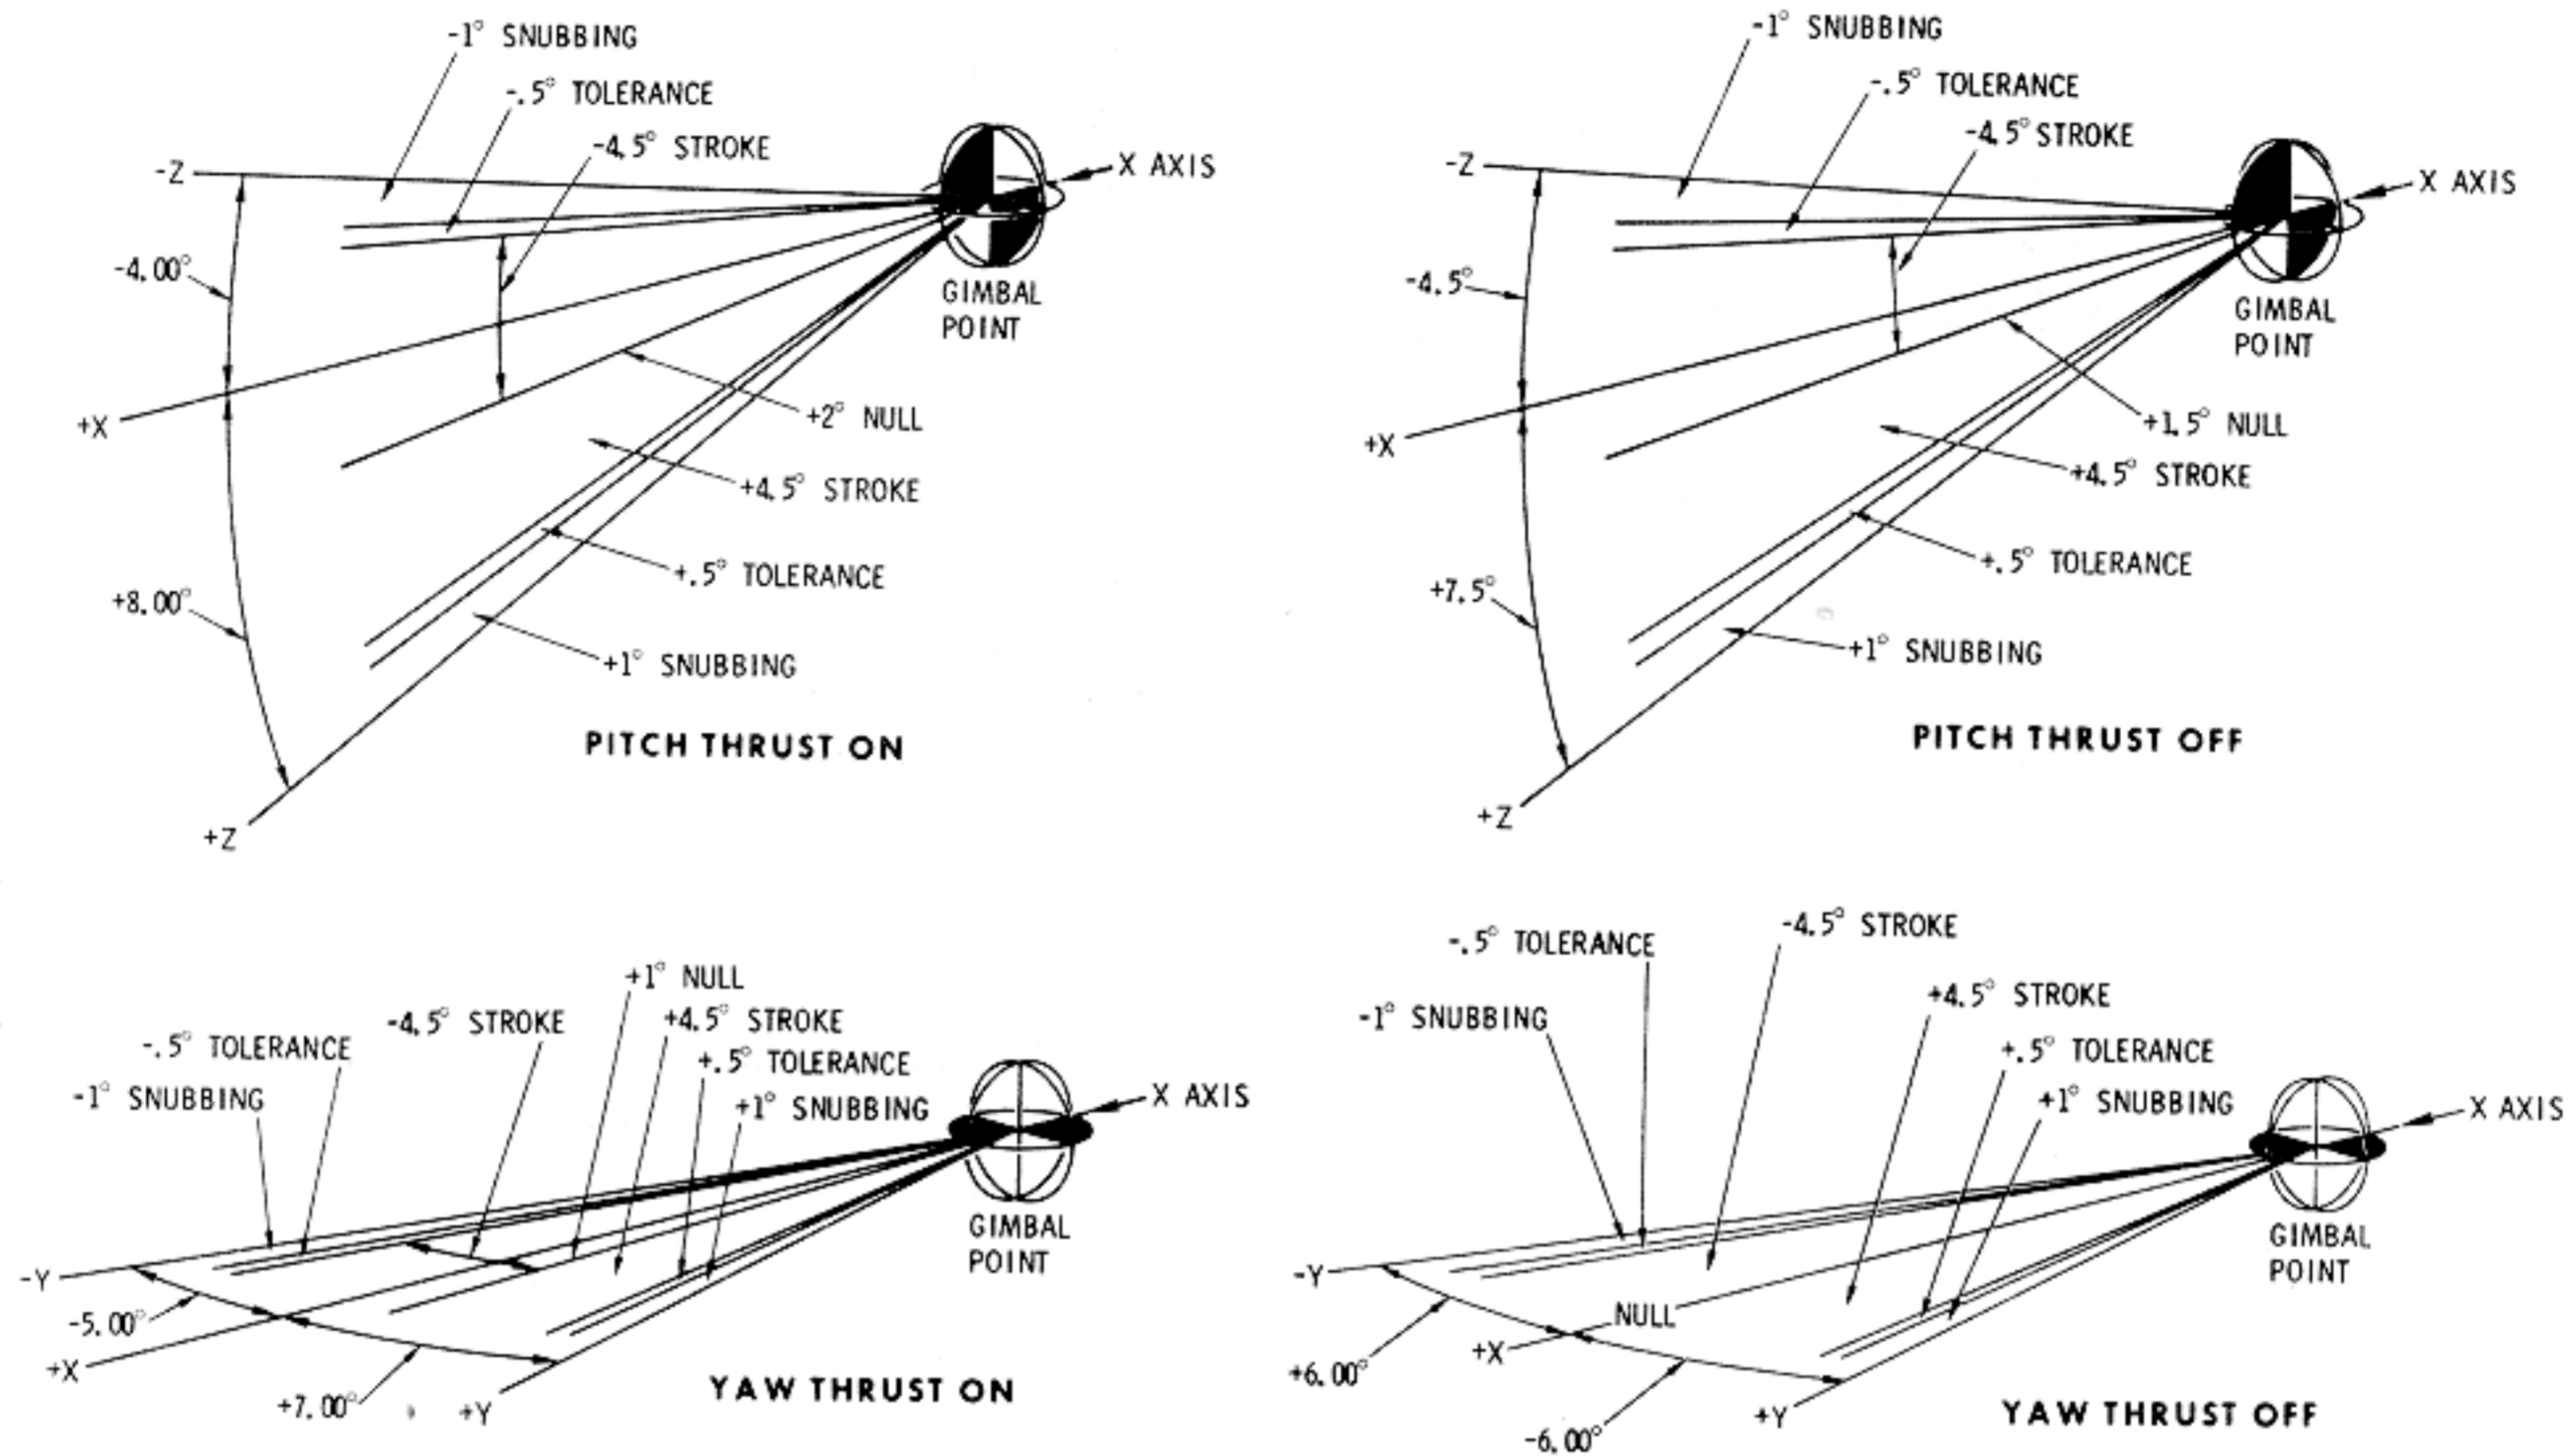 -1° SNUBBING
-.5° TOLERANCE
-4.5° STROKE
-Z
X AXIS
-4.00°
GIMBAL
POINT
+X
+2° NULL
+4.5° STROKE
+.5° TOLERANCE
+8.00°
+1° SNUBBING
PITCH THRUST ON
+Z
-1° SNUBBING
-.5° TOLERANCE
-4.5° STROKE
-Z
X AXIS
-4.5°
GIMBAL
POINT
+X
+1.5° NULL
+4.5° STROKE
+.5° TOLERANCE
+7.5°
+1° SNUBBING
PITCH THRUST OFF
+Z
+1° NULL
-4.5° STROKE
+4.5° STROKE
-.5° TOLERANCE
+.5° TOLERANCE
-1° SNUBBING
+1° SNUBBING
X AXIS
GIMBAL
POINT
-Y
-5.00°
+X
+7.00°
+Y
YAW THRUST ON
-4.5° STROKE
-.5° TOLERANCE
+4.5° STROKE
-1° SNUBBING
+.5° TOLERANCE
+1° SNUBBING
X AXIS
GIMBAL
POINT
-Y
NULL
+X
+6.00°
-6.00°
+Y
YAW THRUST OFF